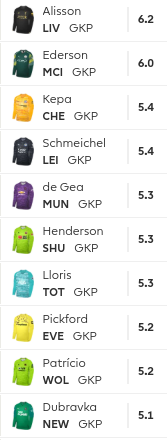 Alisson
LIV GKP 6.2
Ederson
MCI GKP 6.0
Kepa
CHE GKP 5.4
Schmeichel
LEI GKP 5.4
de Gea
MUN GKP 5.3
Henderson
SHU GKP 5.3
Lloris
TOT GKP 5.3
Pickford
EVE GKP 5.2
Patrício
WOL GKP 5.2
Dubravka
NEW GKP 5.1